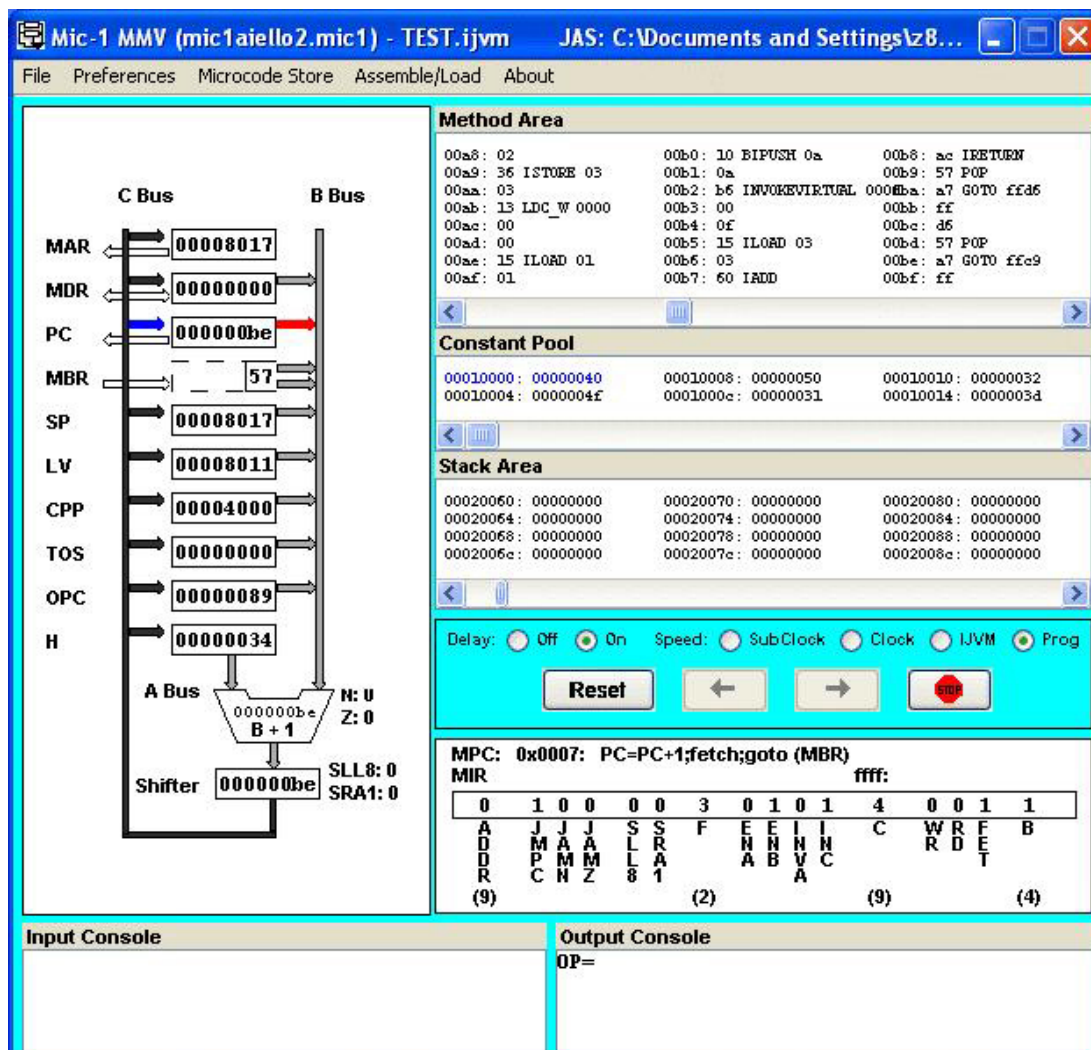 Mic-1 MMV (mic1aiello2.mic1) - TEST.ijvm JAS: C:\Documents and Settings\z8...
File Preferences Microcode Store Assemble/Load About
C Bus B Bus
MAR 00008017
MDR 00000000
PC 000000be
MBR 57
SP 00008017
LV 00008011
CPP 00004000
TOS 00000000
OPC 00000089
H 00000034
A Bus
N: 0
000000be
Z: 0
B + 1
Shifter 000000be
SLL8: 0
SRA1: 0
Method Area
00a8: 02 00b0: 10 BIPUSH 0a 00b8: ac IRETURN
00a9: 36 ISTORE 03 00b1: 0a 00b9: 57 POP
00aa: 03 00b2: b6 INVOKEVIRTUAL 000f 00ba: a7 GOTO ffd6
00ab: 13 LDC_W 0000 00b3: 00 00bb: ff
00ac: 00 00b4: 0f 00bc: d6
00ad: 00 00b5: 15 ILOAD 03 00bd: 57 POP
00ae: 15 ILOAD 01 00b6: 03 00be: a7 GOTO ffc9
00af: 01 00b7: 60 IADD 00bf: ff
Constant Pool
00010000: 00000040 00010008: 00000050 00010010: 00000032
00010004: 0000004f 0001000c: 00000031 00010014: 0000003d
Stack Area
00020060: 00000000 00020070: 00000000 00020080: 00000000
00020064: 00000000 00020074: 00000000 00020084: 00000000
00020068: 00000000 00020078: 00000000 00020088: 00000000
0002006c: 00000000 0002007c: 00000000 0002008c: 00000000
Delay: Off On Speed: SubClock Clock IJVM Prog
Reset STOP
MPC: 0x0007: PC=PC+1;fetch;goto (MBR)
MIR ffff:
0 1 0 0 0 0 3 0 1 0 1 4 0 0 1 1
ADDR JMPC JAMN JAMZ SLL8 SRA1 F ENA ENB INVA INC C WR RD FET B
(9) (2) (9) (4)
Input Console
Output Console
OP=